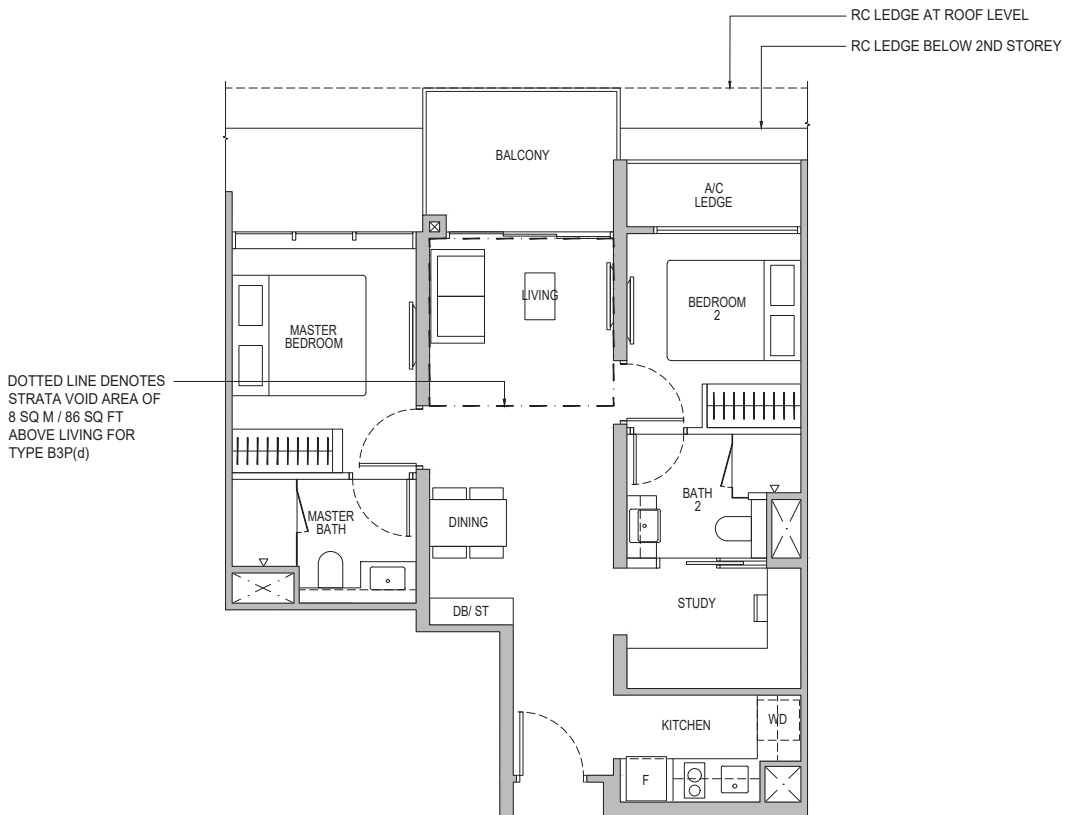 RC LEDGE AT ROOF LEVEL
RC LEDGE BELOW 2ND STOREY
BALCONY
A/C
LEDGE
LIVING
BEDROOM
2
MASTER
BEDROOM
DOTTED LINE DENOTES
STRATA VOID AREA OF
8 SQ M / 86 SQ FT
ABOVE LIVING FOR
TYPE B3P(d)
BATH
2
MASTER
BATH
DINING
STUDY
DB/ ST
KITCHEN
WD
F